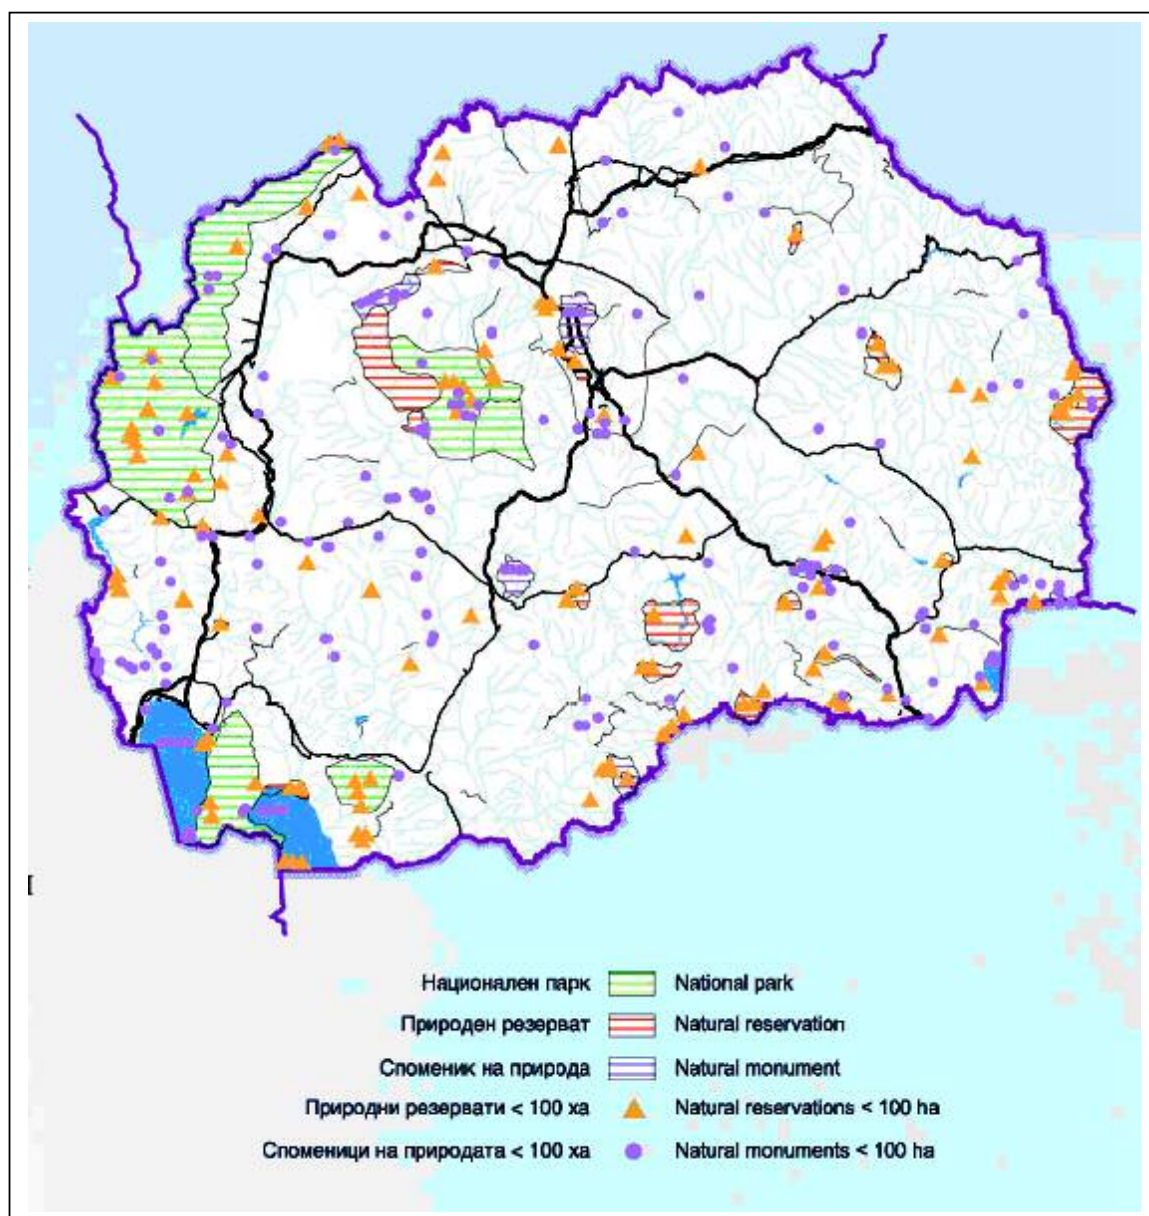 Национален парк National park
Природен резерват Natural reservation
Споменик на природа Natural monument
Природни резервати < 100 ха Natural reservations < 100 ha
Споменици на природата < 100 ха Natural monuments < 100 ha